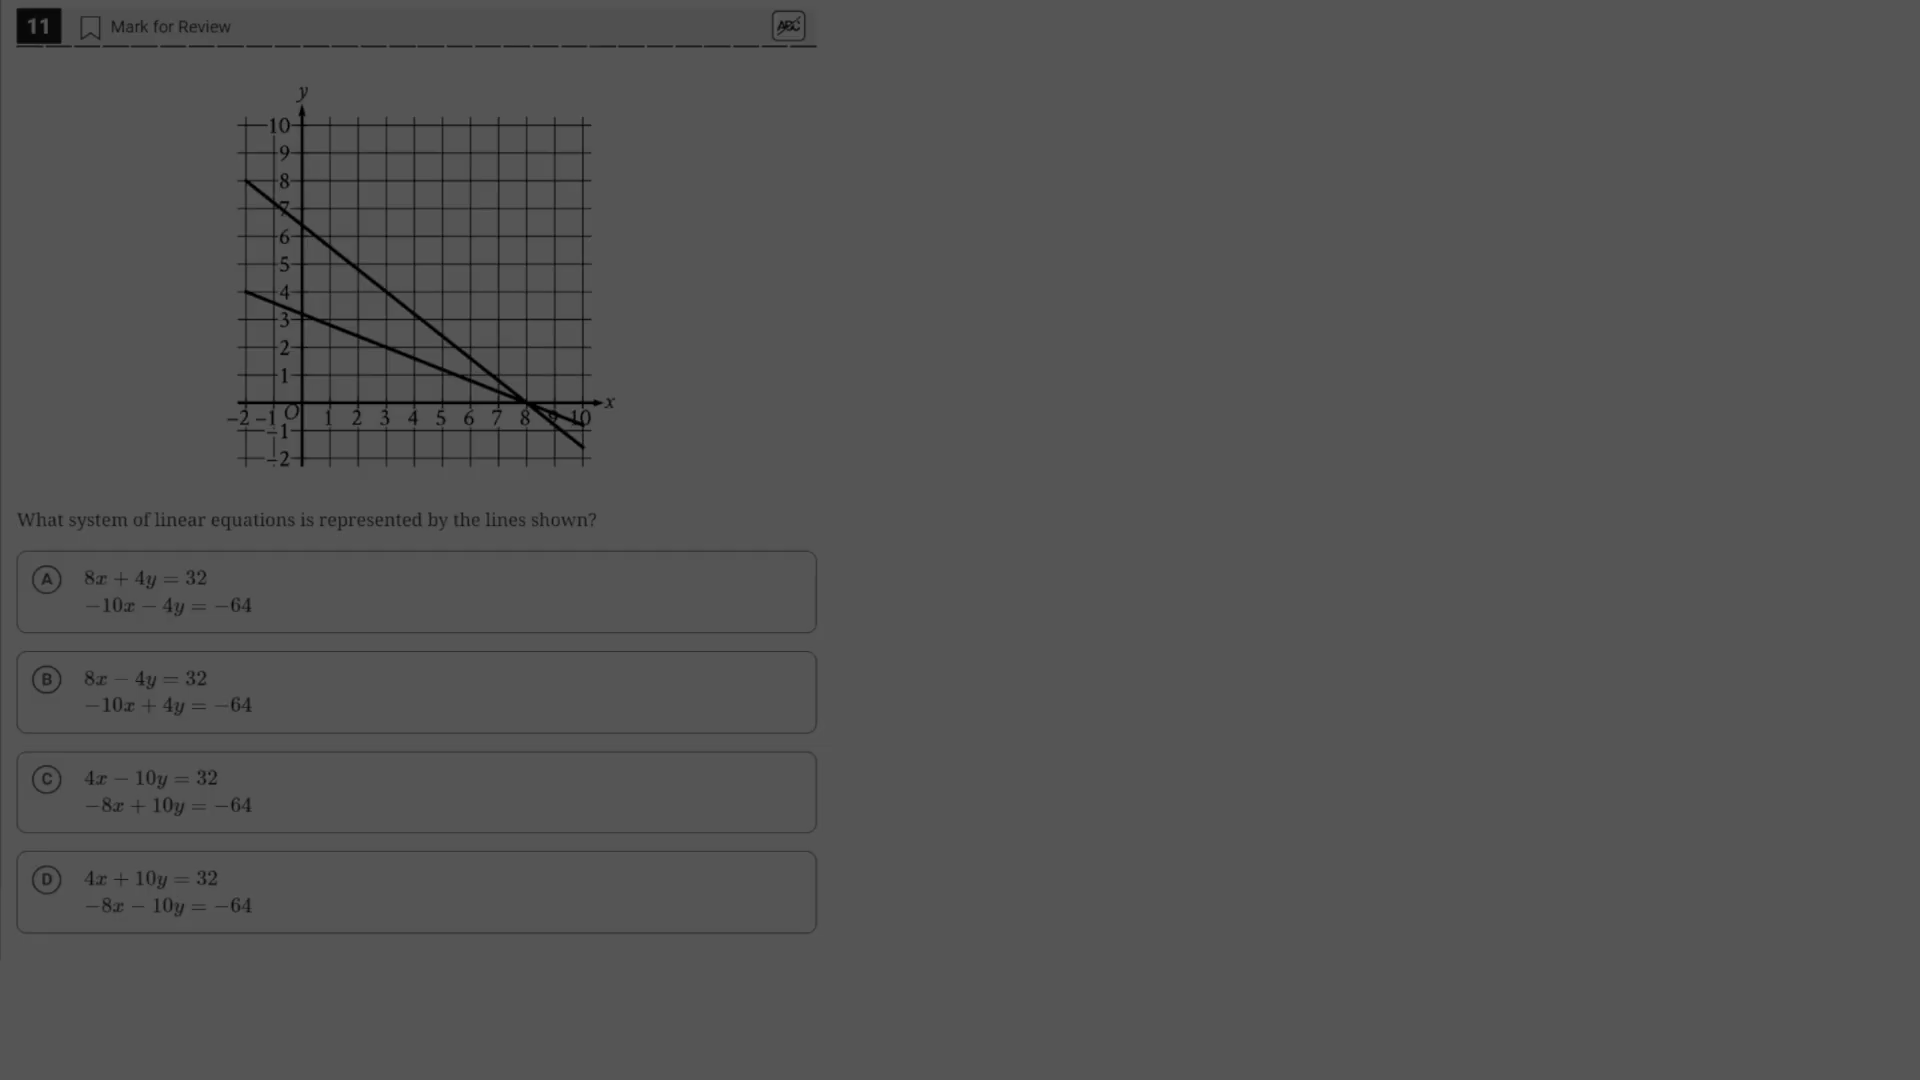 11 Mark for Review ABC
y
10
9
8
7
6
5
4
3
2
1
−2 −1 O 1 2 3 4 5 6 7 8 9 10 x
−1
−2
What system of linear equations is represented by the lines shown?
A 8x + 4y = 32
−10x − 4y = −64
B 8x − 4y = 32
−10x + 4y = −64
C 4x − 10y = 32
−8x + 10y = −64
D 4x + 10y = 32
−8x − 10y = −64